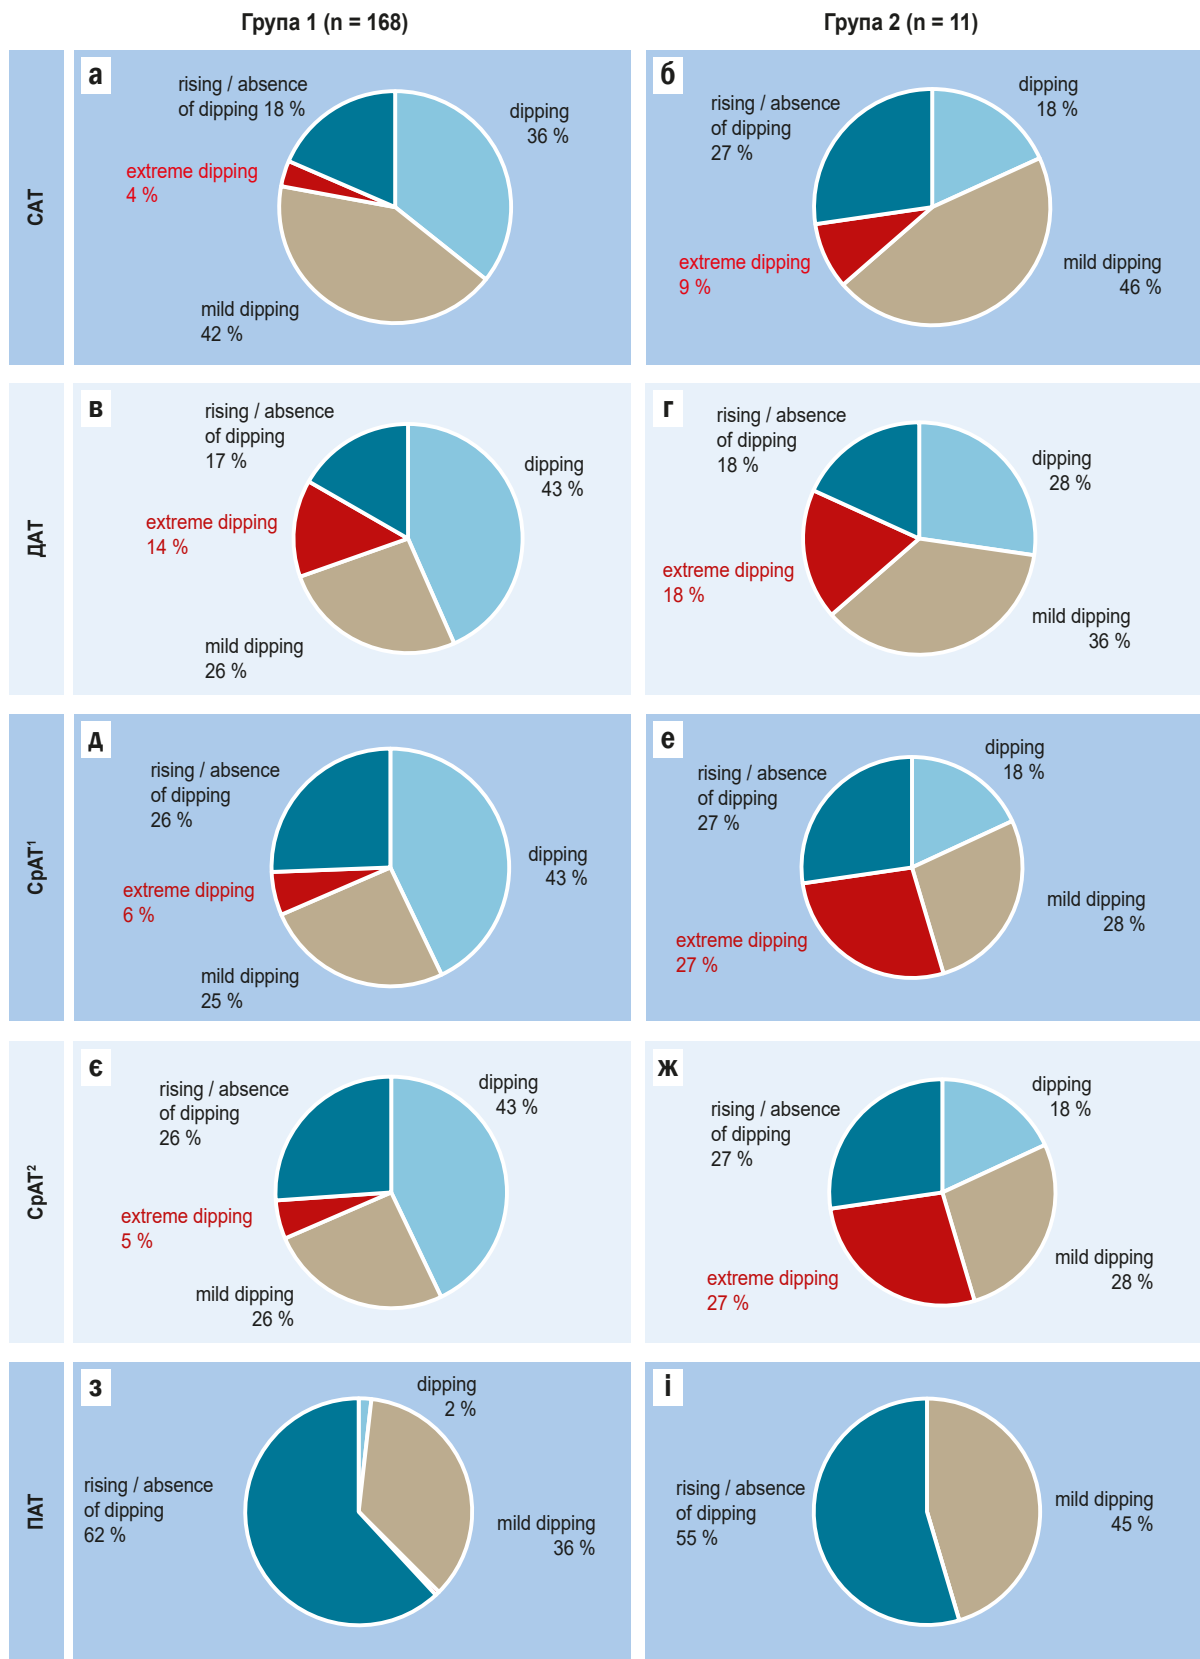 Група 1 (n = 168)
Група 2 (n = 11)
САТ
а
rising / absence
of dipping 18 %
dipping
36 %
extreme dipping
4 %
mild dipping
42 %
б
rising / absence
of dipping
27 %
dipping
18 %
extreme dipping
9 %
mild dipping
46 %
ДАТ
в
rising / absence
of dipping
17 %
dipping
43 %
extreme dipping
14 %
mild dipping
26 %
г
rising / absence
of dipping
18 %
dipping
28 %
extreme dipping
18 %
mild dipping
36 %
СрАТ¹
д
rising / absence
of dipping
26 %
dipping
43 %
extreme dipping
6 %
mild dipping
25 %
е
rising / absence
of dipping
27 %
dipping
18 %
mild dipping
28 %
extreme dipping
27 %
СрАТ²
є
rising / absence
of dipping
26 %
dipping
43 %
extreme dipping
5 %
mild dipping
26 %
ж
rising / absence
of dipping
27 %
dipping
18 %
mild dipping
28 %
extreme dipping
27 %
ПАТ
з
dipping
2 %
rising / absence
of dipping
62 %
mild dipping
36 %
і
rising / absence
of dipping
55 %
mild dipping
45 %